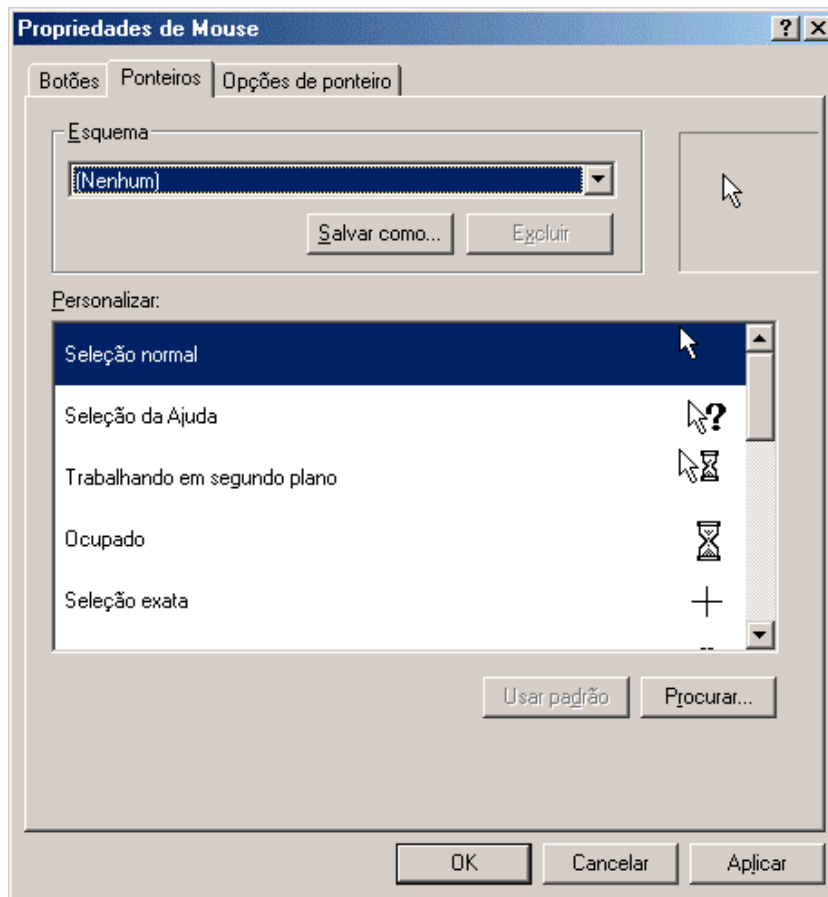 Propriedades de Mouse
Botões Ponteiros Opções de ponteiro
Esquema
(Nenhum)
Salvar como... Excluir
Personalizar:
Seleção normal
Seleção da Ajuda
Trabalhando em segundo plano
Ocupado
Seleção exata
Usar padrão Procurar...
OK Cancelar Aplicar